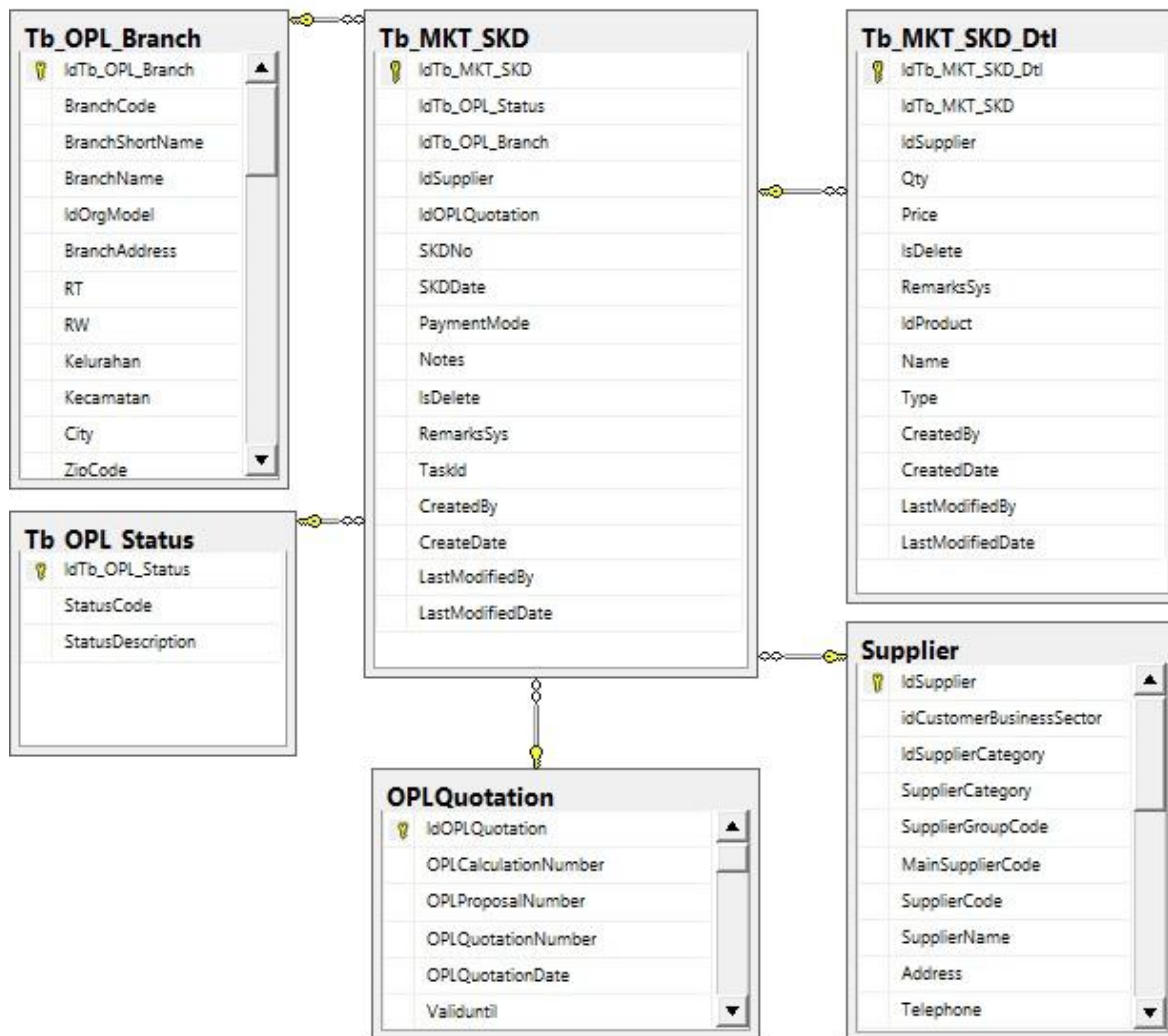 Tb_OPL_Branch
IdTb_OPL_Branch
BranchCode
BranchShortName
BranchName
IdOrgModel
BranchAddress
RT
RW
Kelurahan
Kecamatan
City
ZipCode
Tb_OPL_Status
IdTb_OPL_Status
StatusCode
StatusDescription
Tb_MKT_SKD
IdTb_MKT_SKD
IdTb_OPL_Status
IdTb_OPL_Branch
IdSupplier
IdOPLQuotation
SKDNo
SKDDate
PaymentMode
Notes
IsDelete
RemarksSys
TaskId
CreatedBy
CreateDate
LastModifiedBy
LastModifiedDate
OPLQuotation
IdOPLQuotation
OPLCalculationNumber
OPLProposalNumber
OPLQuotationNumber
OPLQuotationDate
Validuntil
Tb_MKT_SKD_Dtl
IdTb_MKT_SKD_Dtl
IdTb_MKT_SKD
IdSupplier
Qty
Price
IsDelete
RemarksSys
IdProduct
Name
Type
CreatedBy
CreatedDate
LastModifiedBy
LastModifiedDate
Supplier
IdSupplier
idCustomerBusinessSector
IdSupplierCategory
SupplierCategory
SupplierGroupCode
MainSupplierCode
SupplierCode
SupplierName
Address
Telephone